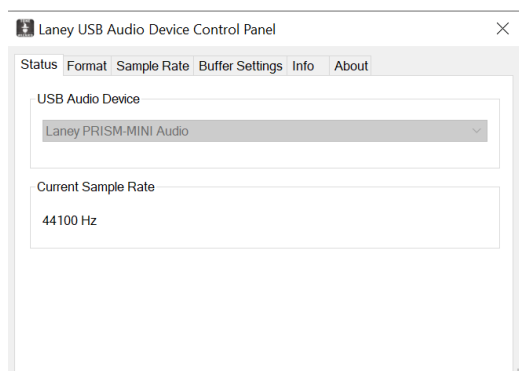 Laney USB Audio Device Control Panel
Status Format Sample Rate Buffer Settings Info About
USB Audio Device
Laney PRISM-MINI Audio
Current Sample Rate
44100 Hz